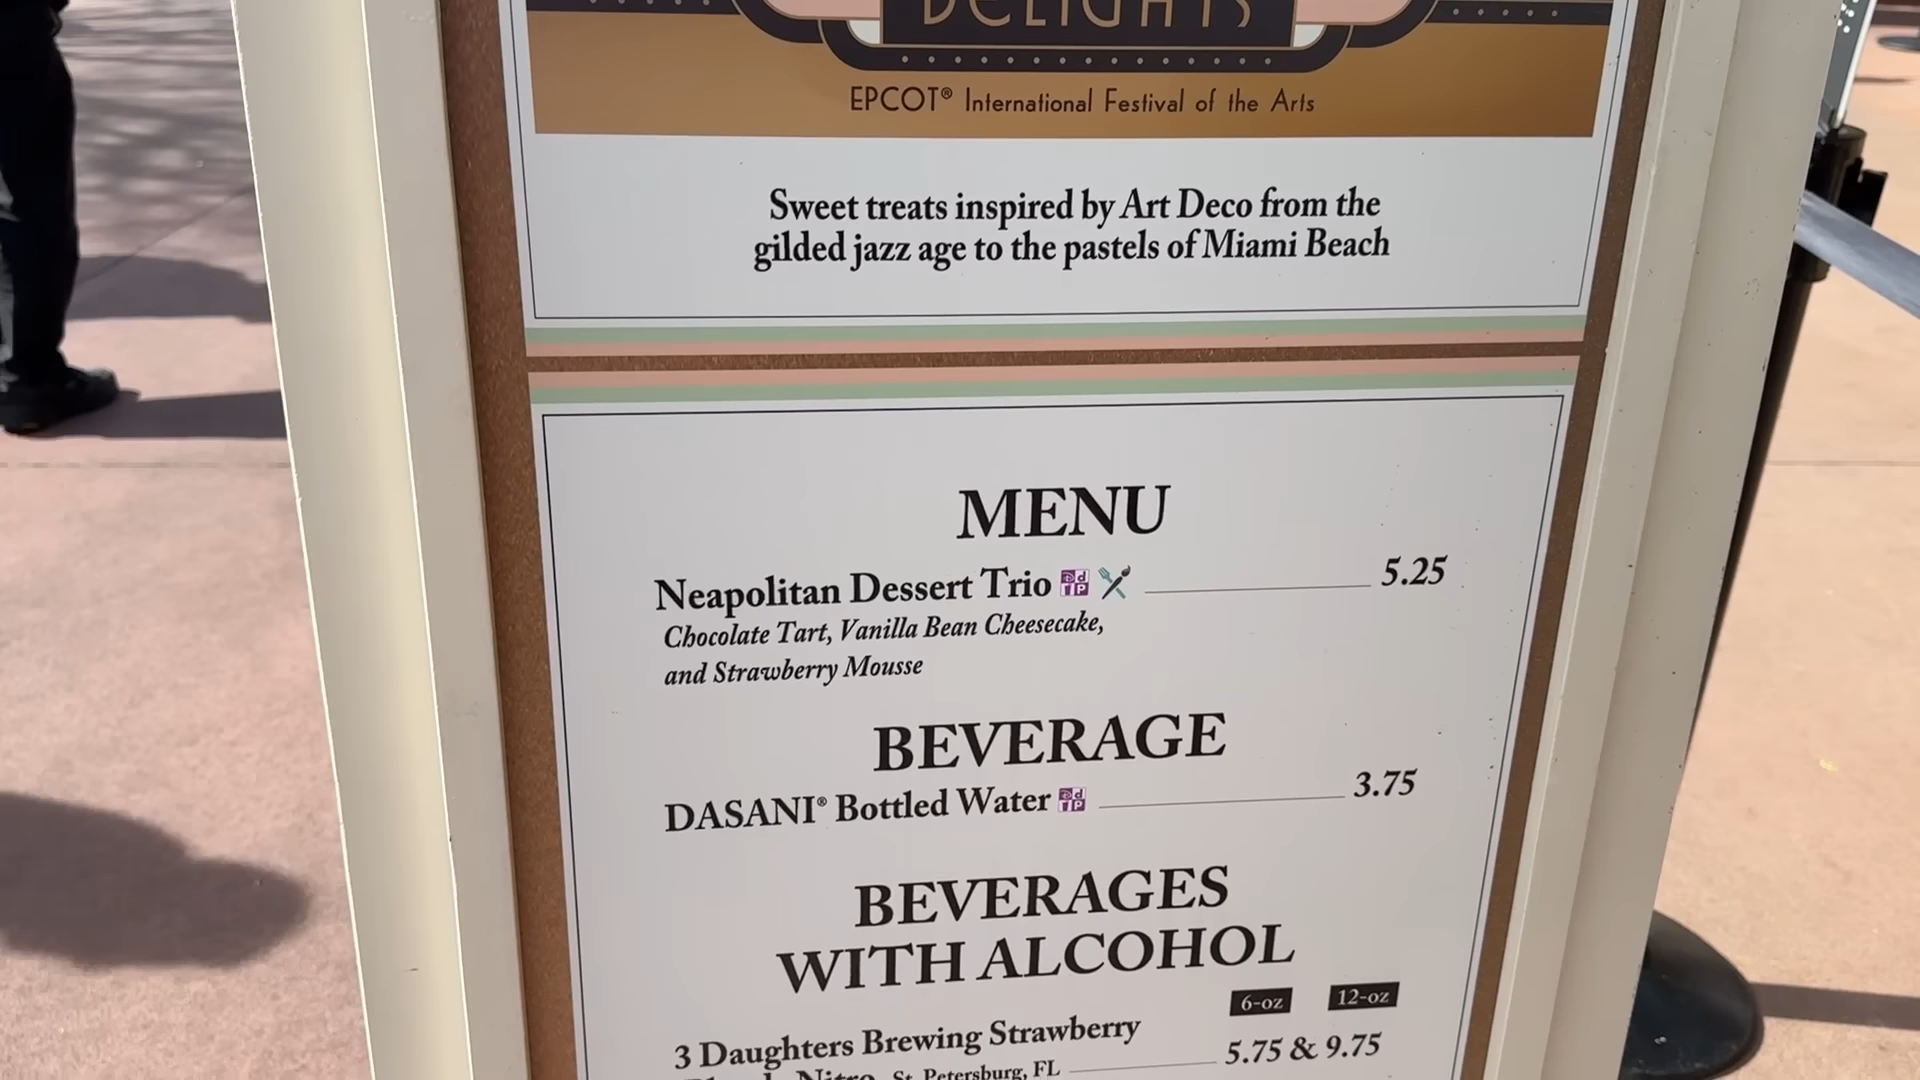 DELIGHTS
EPCOT® International Festival of the Arts
Sweet treats inspired by Art Deco from the
gilded jazz age to the pastels of Miami Beach
MENU
Neapolitan Dessert Trio 5.25
Chocolate Tart, Vanilla Bean Cheesecake,
and Strawberry Mousse
BEVERAGE
DASANI® Bottled Water 3.75
BEVERAGES
WITH ALCOHOL
6-oz 12-oz
3 Daughters Brewing Strawberry
Nitro, St. Petersburg, FL 5.75 & 9.75